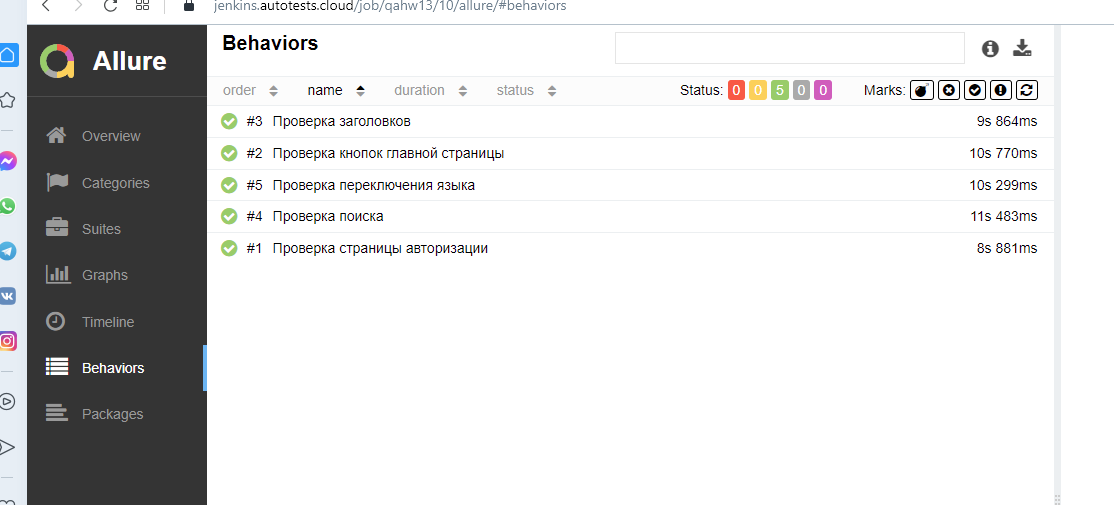 jenkins.autotests.cloud/job/qahw13/10/allure/#behaviors
Allure
Overview
Categories
Suites
Graphs
Timeline
Behaviors
Packages
Behaviors
order name duration status Status: 0 0 5 0 0 Marks:
#3 Проверка заголовков 9s 864ms
#2 Проверка кнопок главной страницы 10s 770ms
#5 Проверка переключения языка 10s 299ms
#4 Проверка поиска 11s 483ms
#1 Проверка страницы авторизации 8s 881ms